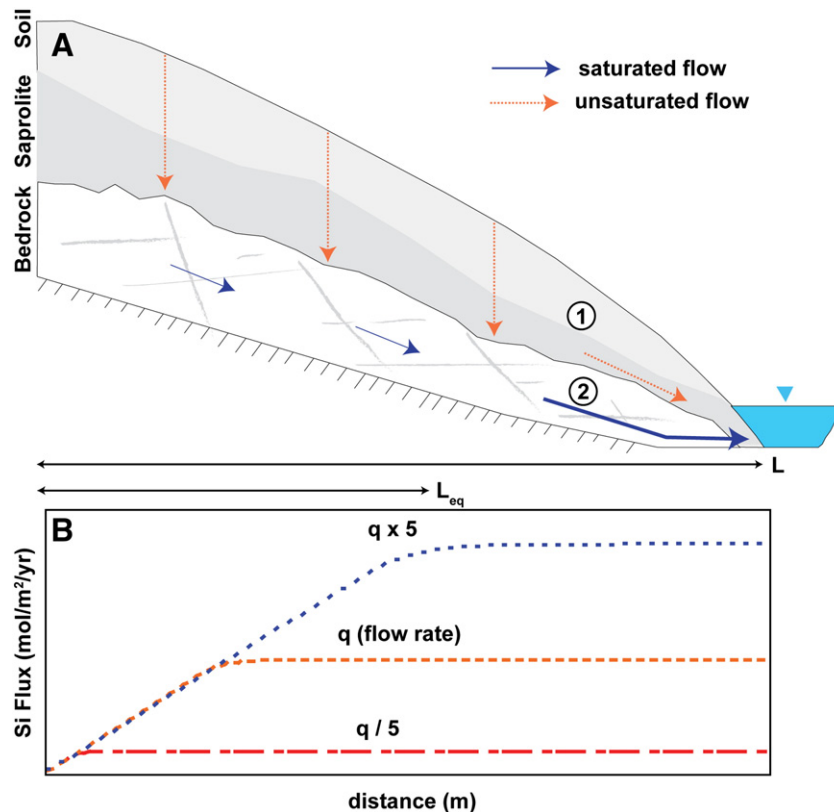 Soil
A
Saprolite
Bedrock
saturated flow
unsaturated flow
1
2
L
L_eq
B
q x 5
q (flow rate)
q / 5
Si Flux (mol/m²/yr)
distance (m)